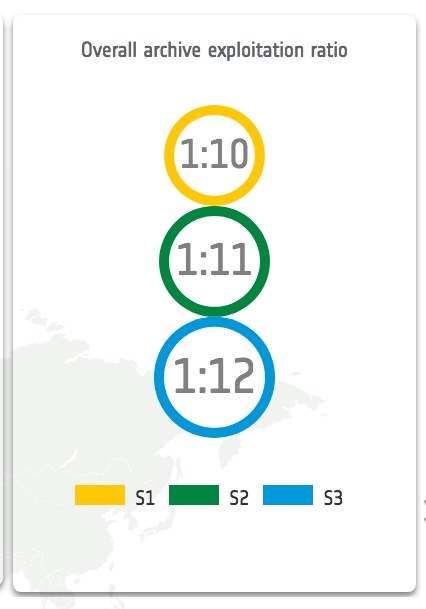 Overall archive exploitation ratio
1:10
1:11
1:12
S1 S2 S3